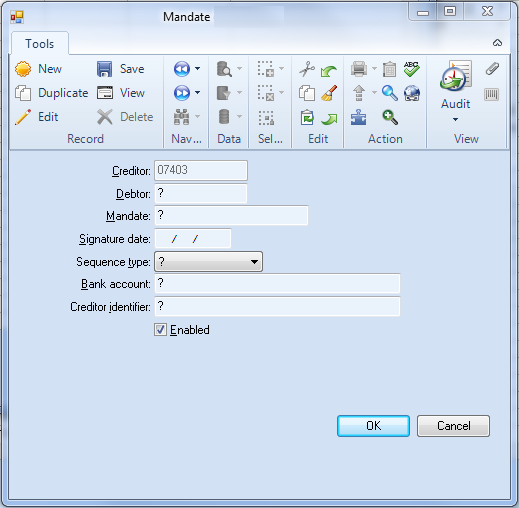 Mandate
Tools
New Save
Duplicate View
Edit Delete
ABC
Audit
Record Nav... Data Sel... Edit Action View
Creditor: 07403
Debtor: ?
Mandate: ?
Signature date: / /
Sequence type: ?
Bank account: ?
Creditor identifier: ?
Enabled
OK Cancel